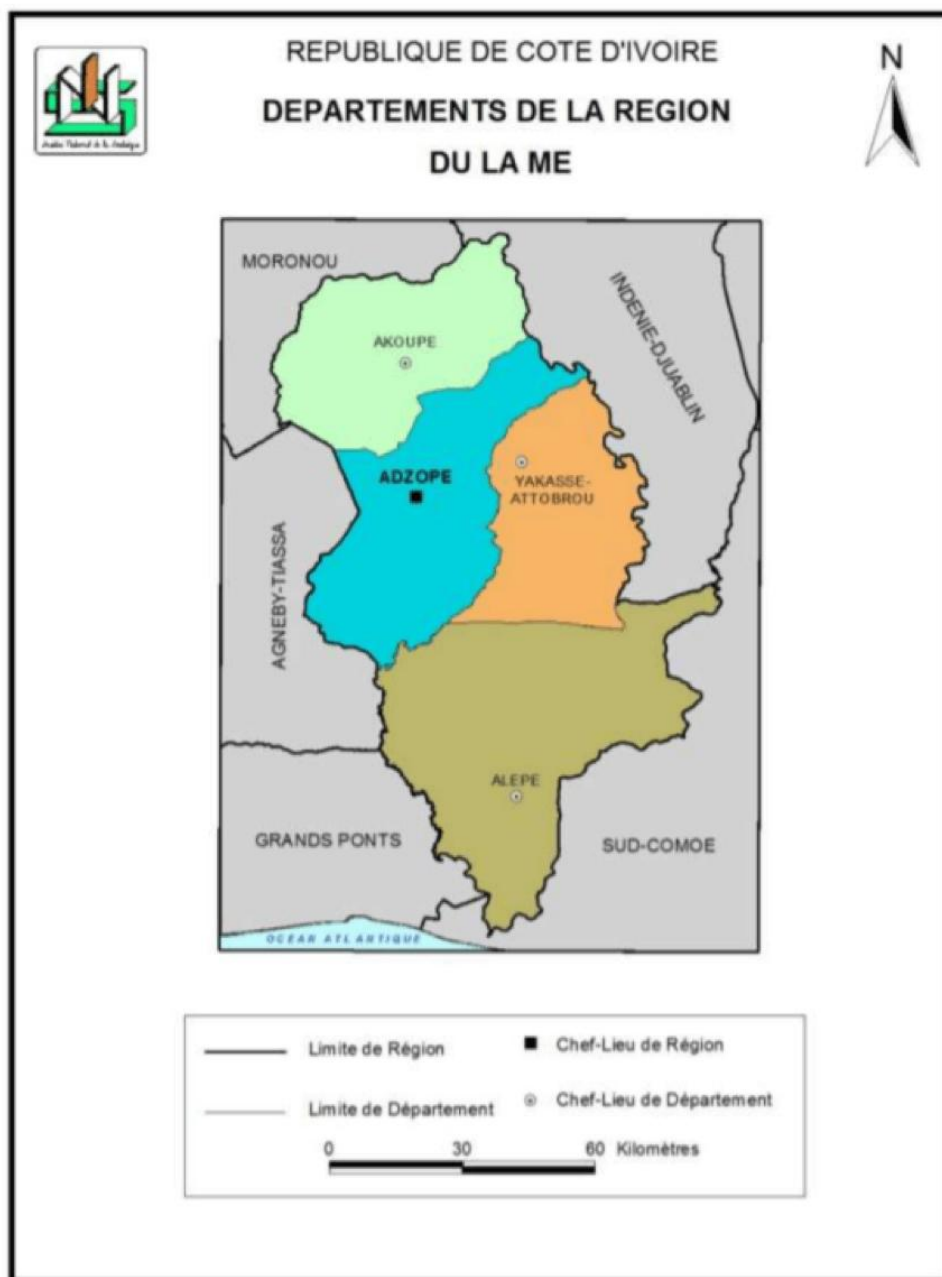 REPUBLIQUE DE COTE D'IVOIRE
N
DEPARTEMENTS DE LA REGION
DU LA ME
MORONOU
INDENIE-DJUABLIN
AKOUPE
ADZOPE
YAKASSE-
ATTOBROU
AGNEBY-TIASSA
ALEPE
GRANDS PONTS
SUD-COMOE
OCEAN ATLANTIQUE
Limite de Région
Chef-Lieu de Région
Limite de Département
Chef-Lieu de Département
0 30 60 Kilomètres